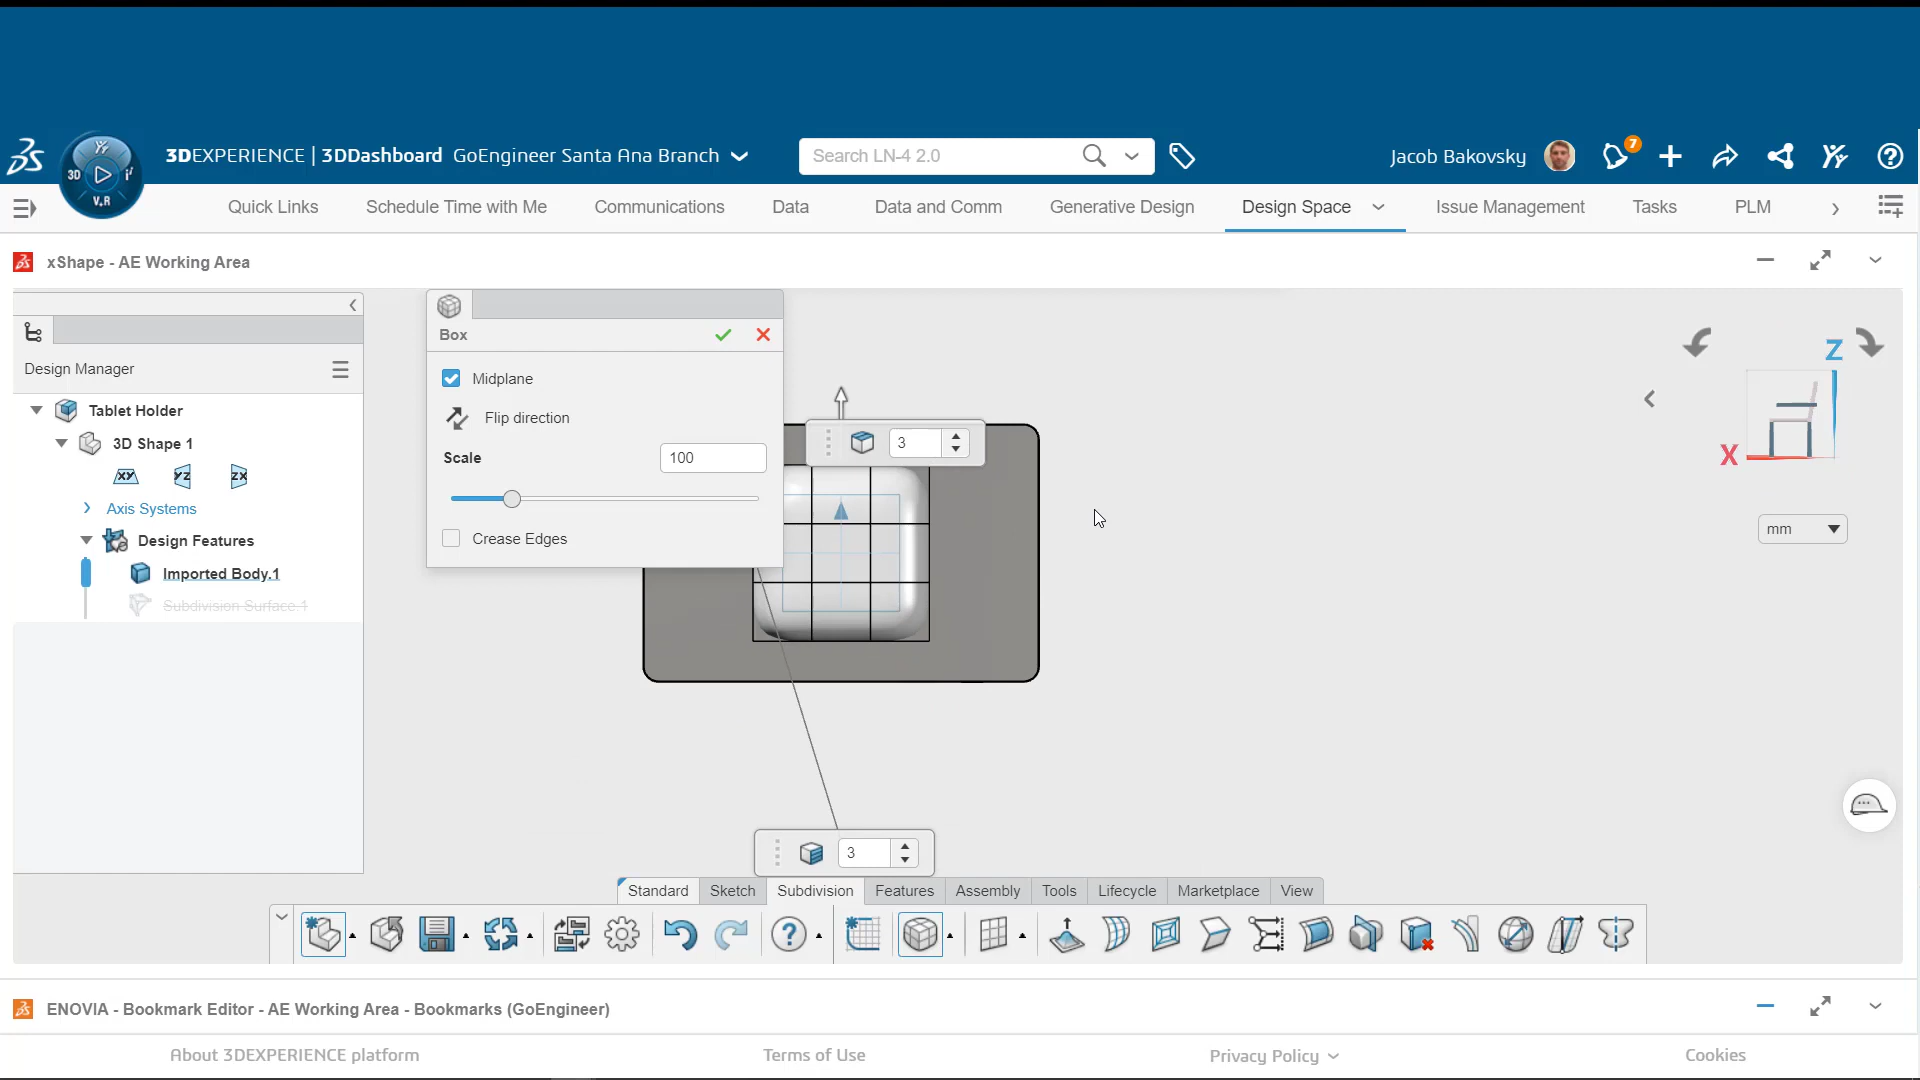 3DEXPERIENCE | 3DDashboard GoEngineer Santa Ana Branch
Search LN-4 2.0
Jacob Bakovsky
7
3D
V.R
Quick Links
Schedule Time with Me
Communications
Data
Data and Comm
Generative Design
Design Space
Issue Management
Tasks
PLM
xShape - AE Working Area
Design Manager
Tablet Holder
3D Shape 1
XY
YZ
ZX
Axis Systems
Design Features
Imported Body.1
Subdivision Surface.1
Box
Midplane
Flip direction
Scale
100
Crease Edges
3
3
Z
X
mm
Standard
Sketch
Subdivision
Features
Assembly
Tools
Lifecycle
Marketplace
View
ENOVIA - Bookmark Editor - AE Working Area - Bookmarks (GoEngineer)
About 3DEXPERIENCE platform
Terms of Use
Privacy Policy
Cookies